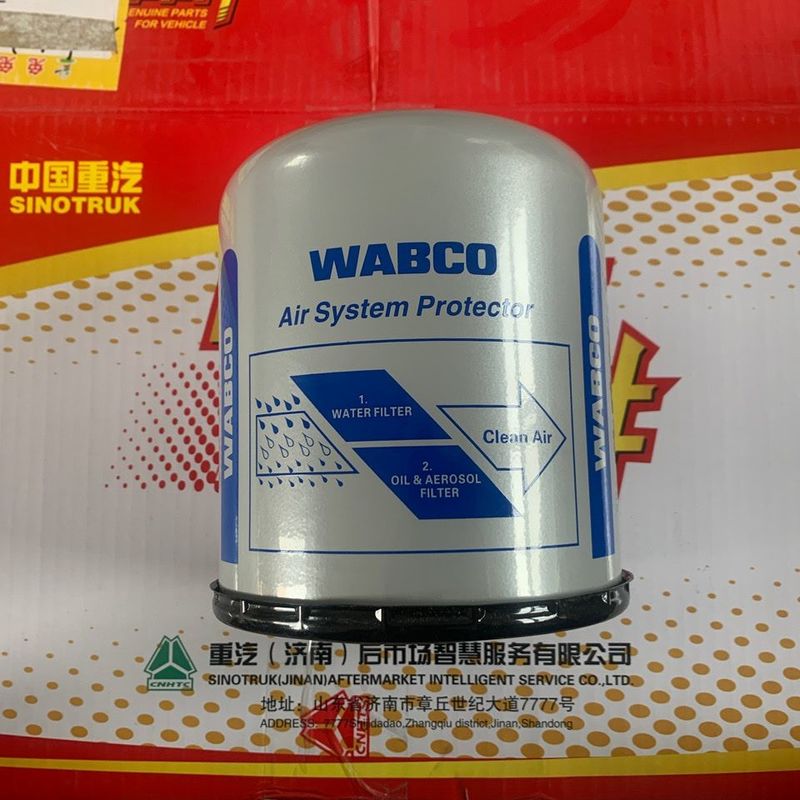 ENUINE PARTS
FOR VEHICLE
中国重汽
SINOTRUK
WABCO
Air System Protector
WABCO
WABCO
1.
WATER FILTER
Clean Air
2.
OIL & AEROSOL
FILTER
CNHTC
重汽（济南）后市场智慧服务有限公司
SINOTRUK(JINAN)AFTERMARKET INTELLIGENT SERVICE CO.,LTD.
地址：山东省济南市章丘世纪大道7777号
ADDRESS: 7777Shijidadao,Zhangqiu district,Jinan,Shandong